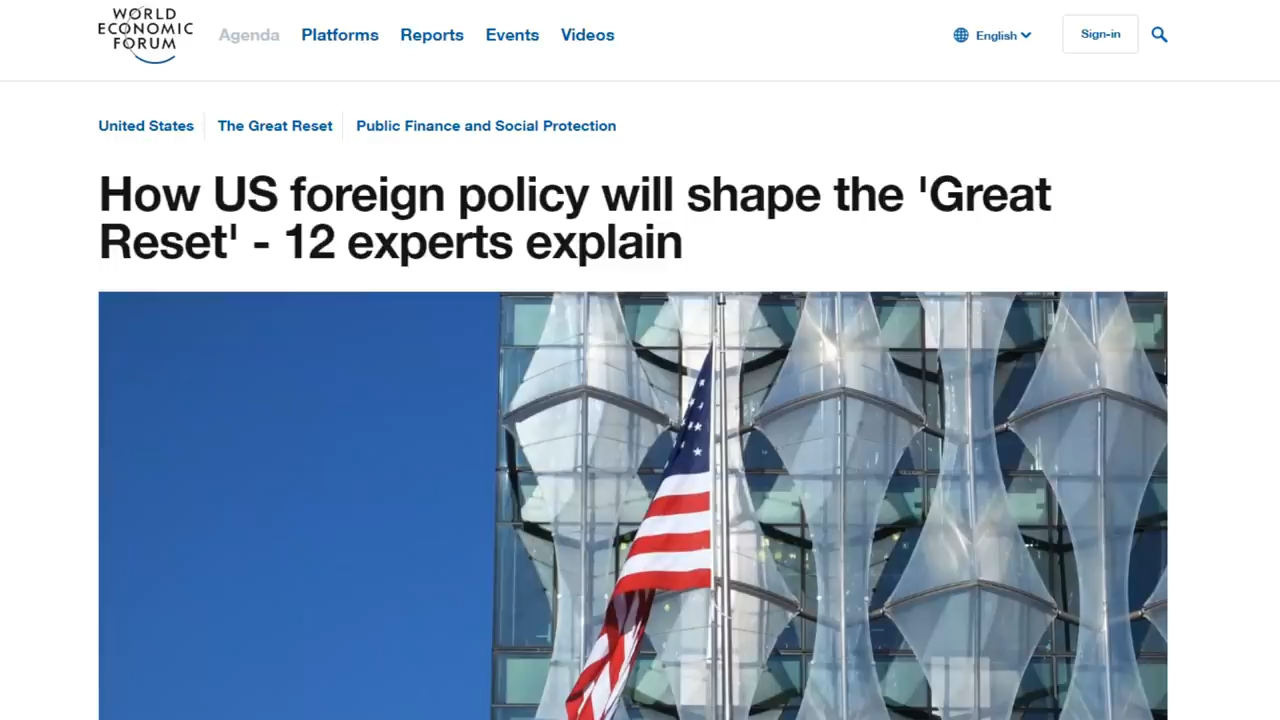 WORLD
ECONOMIC
FORUM
Agenda Platforms Reports Events Videos
English
Sign-in
United States The Great Reset Public Finance and Social Protection
How US foreign policy will shape the 'Great
Reset' - 12 experts explain